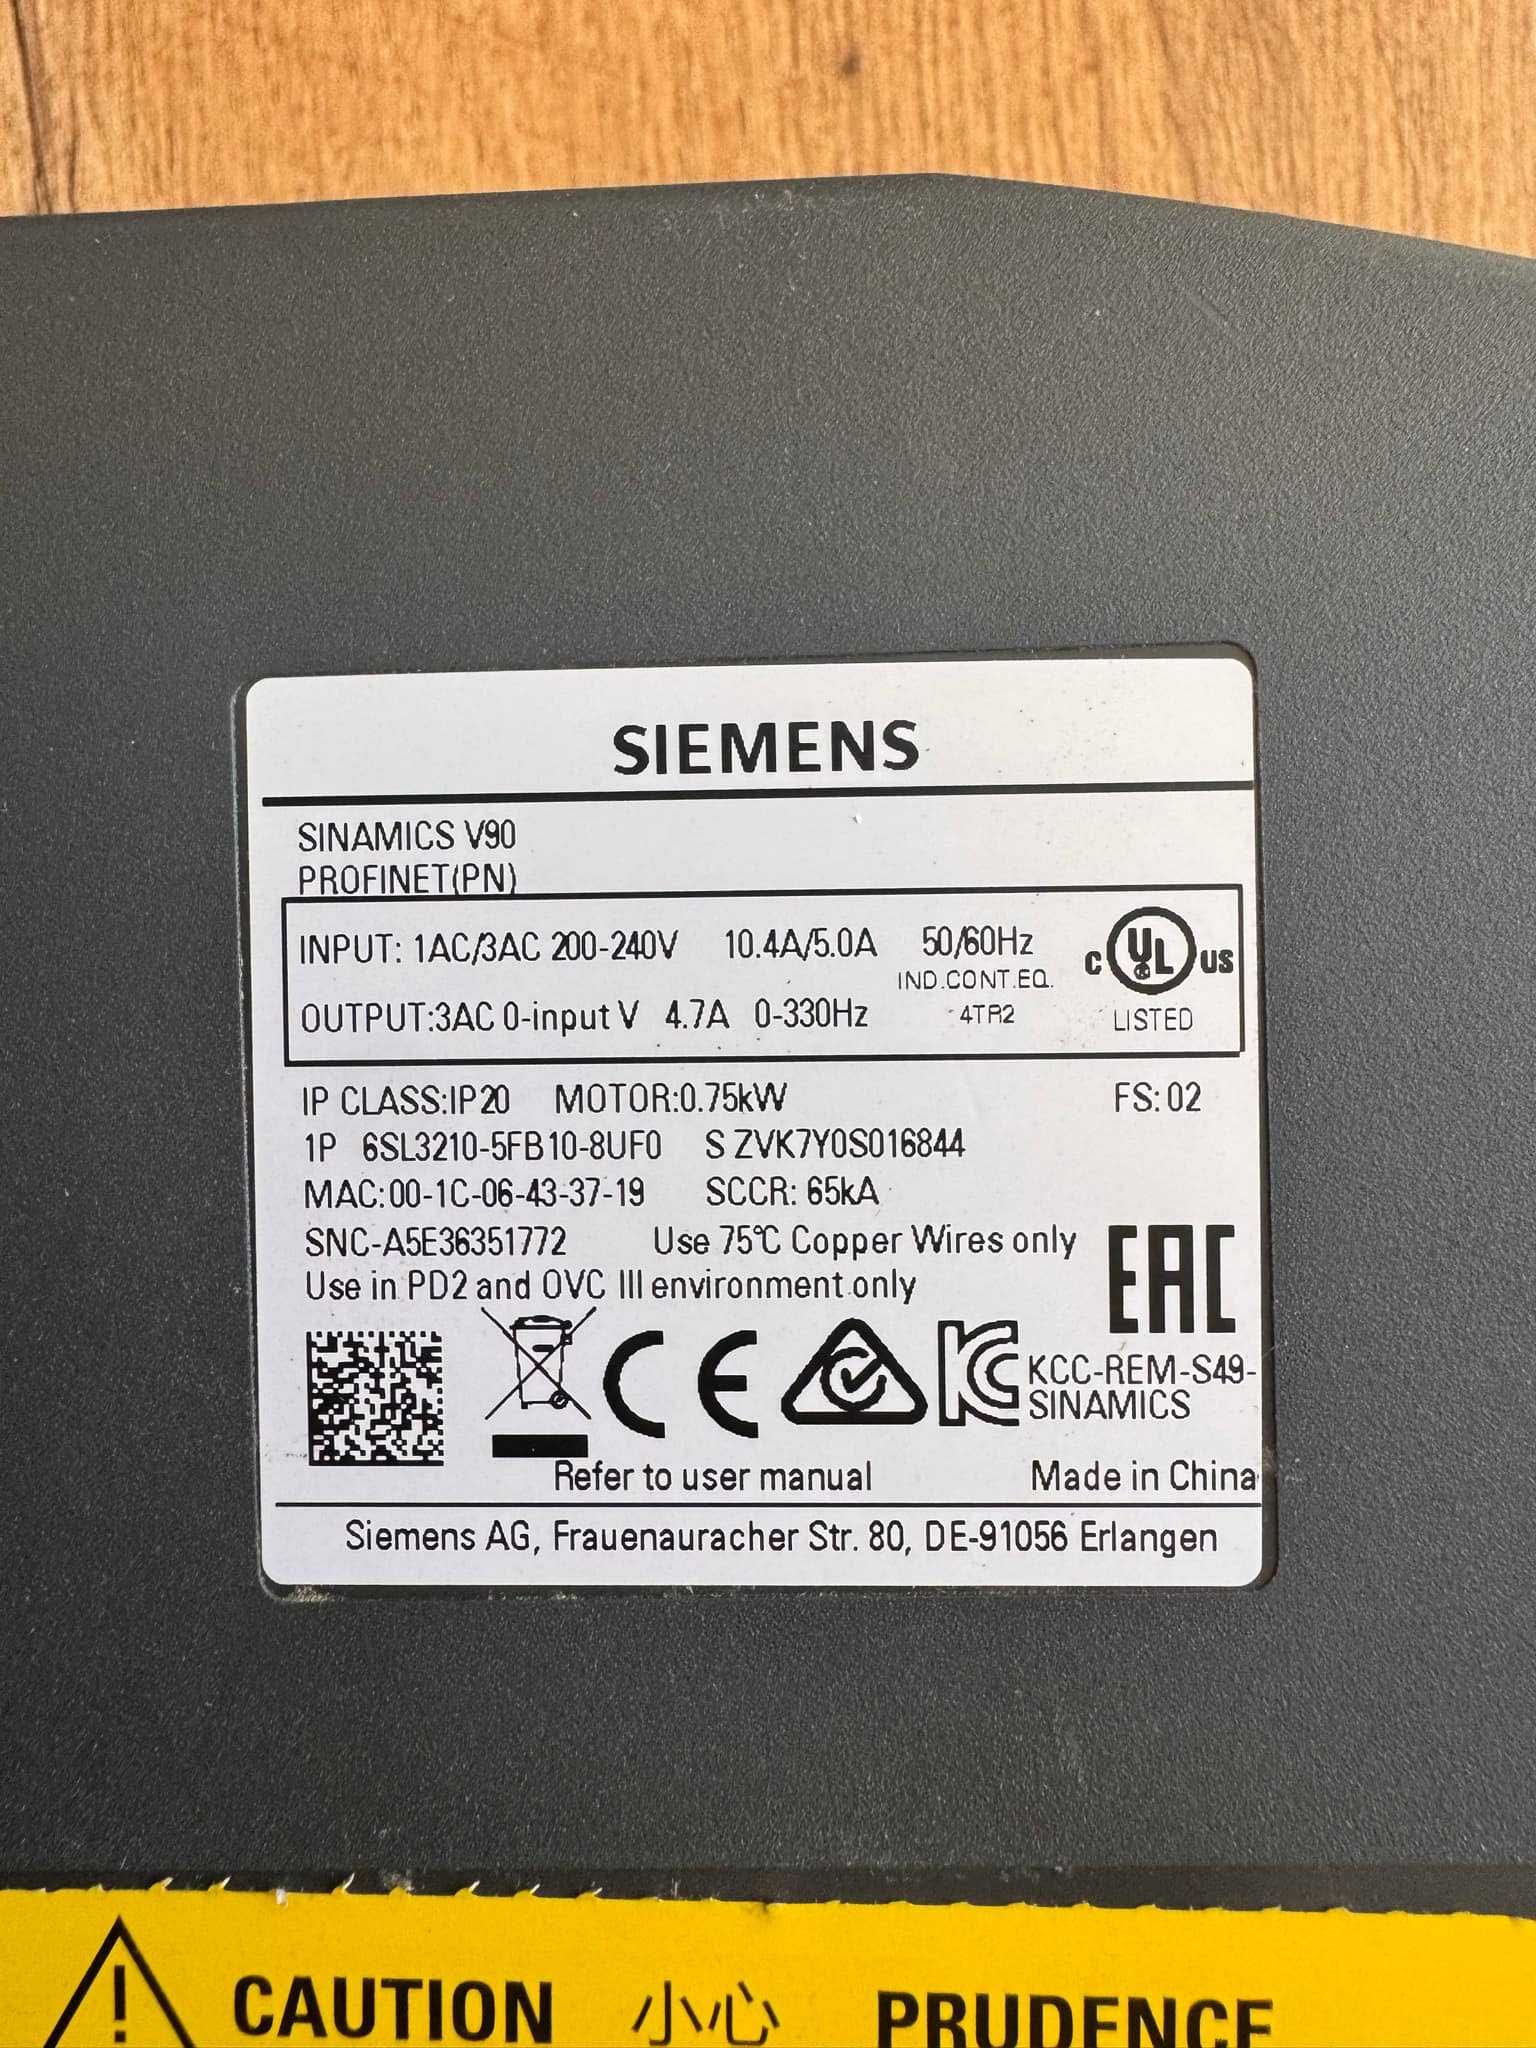 SIEMENS
SINAMICS V90
PROFINET(PN)
INPUT: 1AC/3AC 200-240V 10.4A/5.0A 50/60Hz
IND.CONT.EQ.
c UL US
OUTPUT:3AC 0-input V 4.7A 0-330Hz 4TR2 LISTED
IP CLASS:IP20 MOTOR:0.75kW FS: 02
1P 6SL3210-5FB10-8UF0 S ZVK7Y0S016844
MAC:00-1C-06-43-37-19 SCCR: 65kA
SNC-A5E36351772 Use 75℃ Copper Wires only
Use in PD2 and OVC III environment only
EAC
CE
KCC-REM-S49-
SINAMICS
Refer to user manual Made in China
Siemens AG, Frauenauracher Str. 80, DE-91056 Erlangen
CAUTION 小心 PRUDENCE